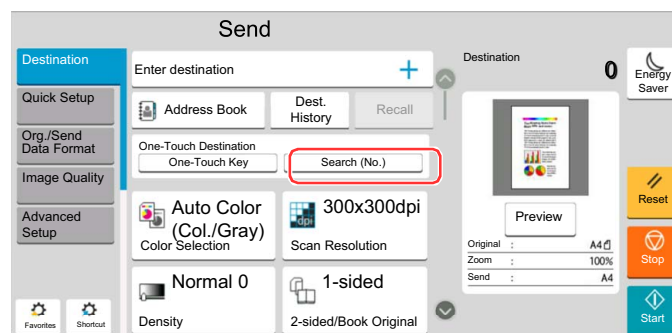 Send
Destination
Quick Setup
Org./Send
Data Format
Image Quality
Advanced
Setup
Favorites
Shortcut
Enter destination
Address Book
Dest.
History
Recall
One-Touch Destination
One-Touch Key
Search (No.)
Auto Color
(Col./Gray)
Color Selection
300x300dpi
dpi
Scan Resolution
Normal 0
Density
1-sided
2-sided/Book Original
Destination
0
Preview
Original : A4
Zoom : 100%
Send : A4
Energy
Saver
Reset
Stop
Start